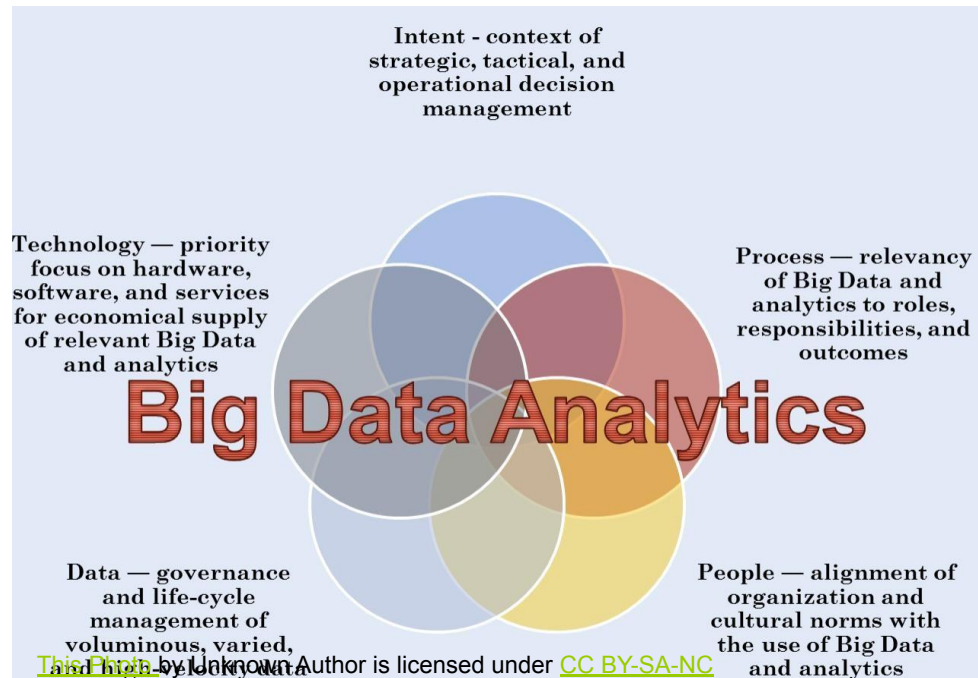 Intent - context of
strategic, tactical, and
operational decision
management
Technology — priority
focus on hardware,
software, and services
for economical supply
of relevant Big Data
and analytics
Process — relevancy
of Big Data and
analytics to roles,
responsibilities, and
outcomes
Big Data Analytics
Data — governance
and life-cycle
management of
voluminous, varied,
and high-velocity data
People — alignment of
organization and
cultural norms with
the use of Big Data
and analytics
This Photo by Unknown Author is licensed under CC BY-SA-NC